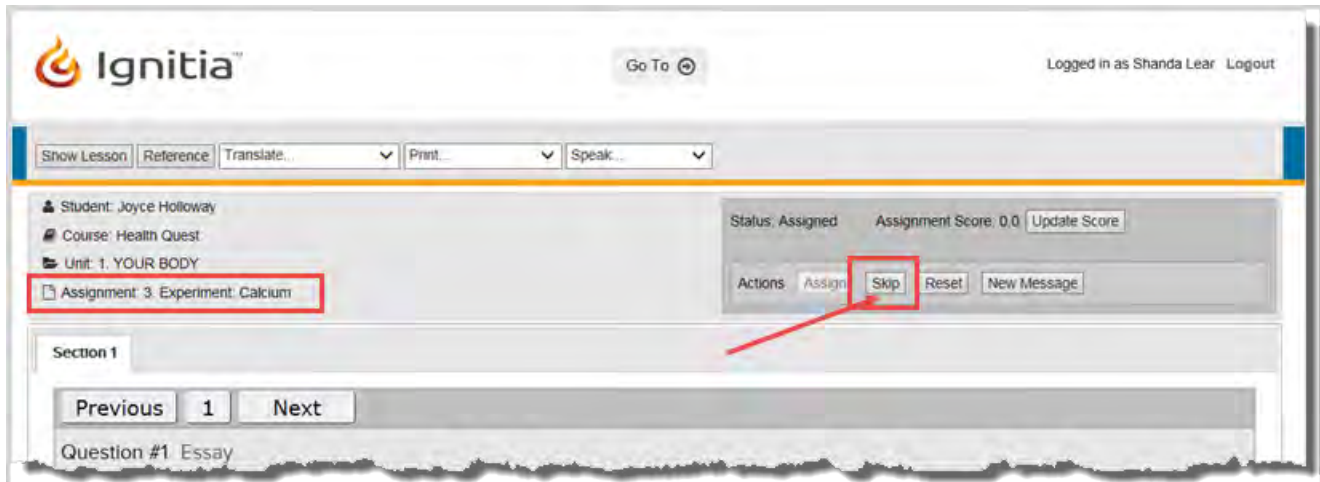 Ignitia™
Go To
Logged in as Shanda Lear Logout
Show Lesson Reference Translate... Print... Speak...
Student: Joyce Holloway
Course: Health Quest
Unit: 1. YOUR BODY
Assignment: 3. Experiment: Calcium
Status: Assigned Assignment Score: 0.0 Update Score
Actions Assign Skip Reset New Message
Section 1
Previous 1 Next
Question #1 Essay